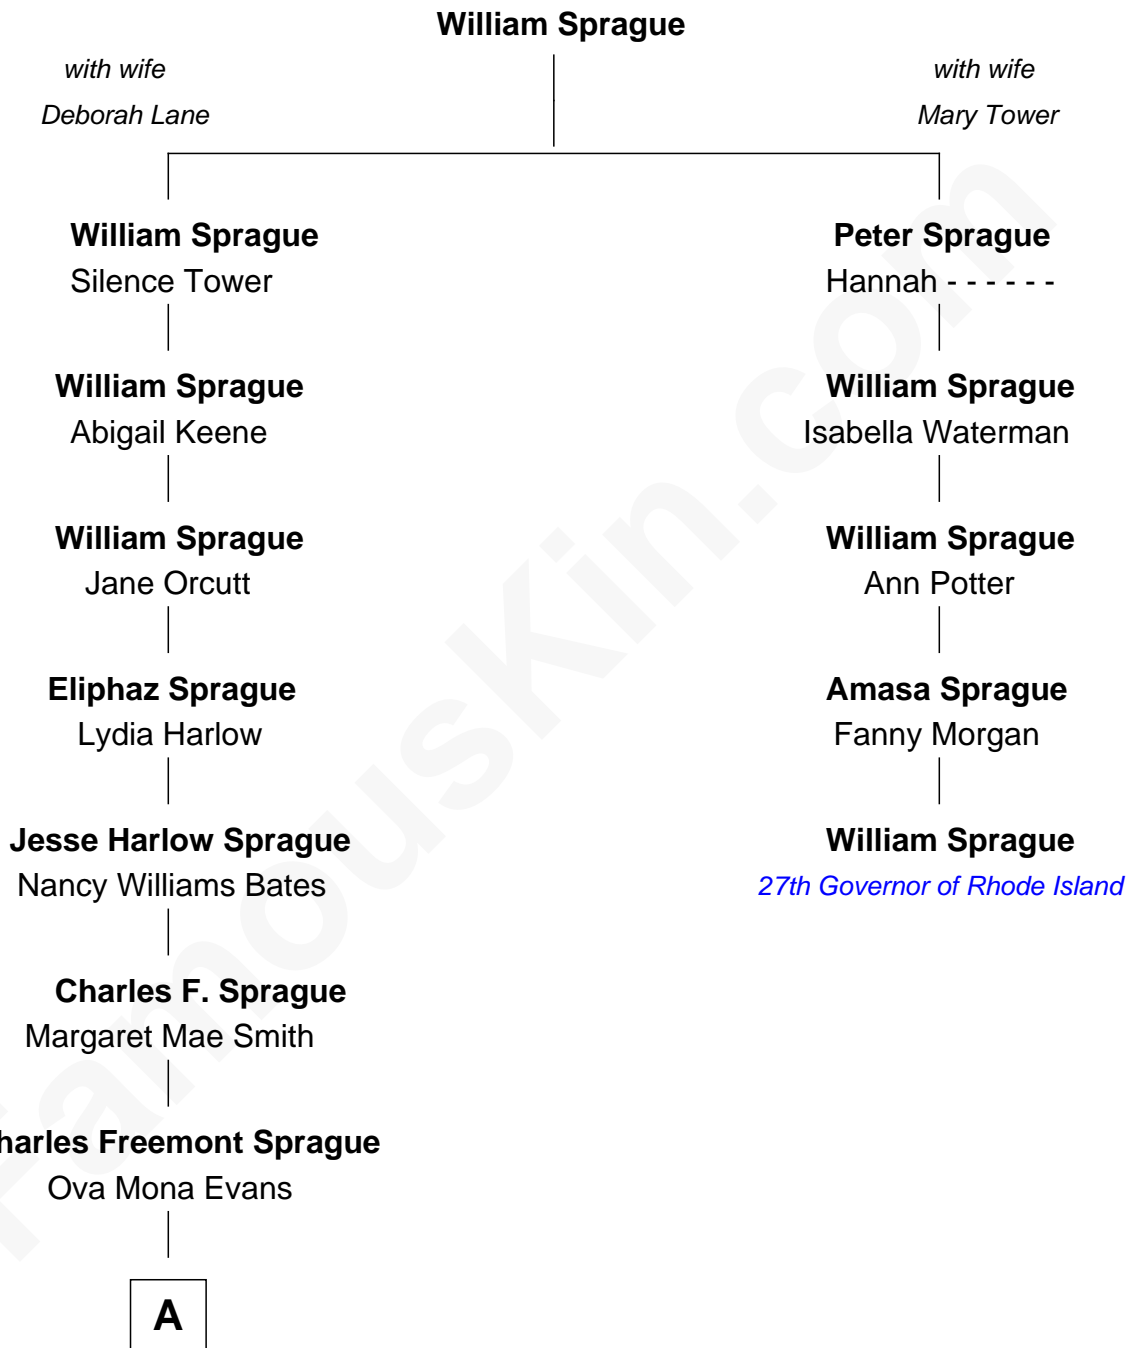 William Sprague
with wife
Deborah Lane
with wife
Mary Tower
William Sprague
Silence Tower
Peter Sprague
Hannah - - - - - -
William Sprague
Abigail Keene
William Sprague
Isabella Waterman
William Sprague
Jane Orcutt
William Sprague
Ann Potter
Eliphaz Sprague
Lydia Harlow
Amasa Sprague
Fanny Morgan
Jesse Harlow Sprague
Nancy Williams Bates
William Sprague
27th Governor of Rhode Island
Charles F. Sprague
Margaret Mae Smith
harles Freemont Sprague
Ova Mona Evans
A
FamousKin.com